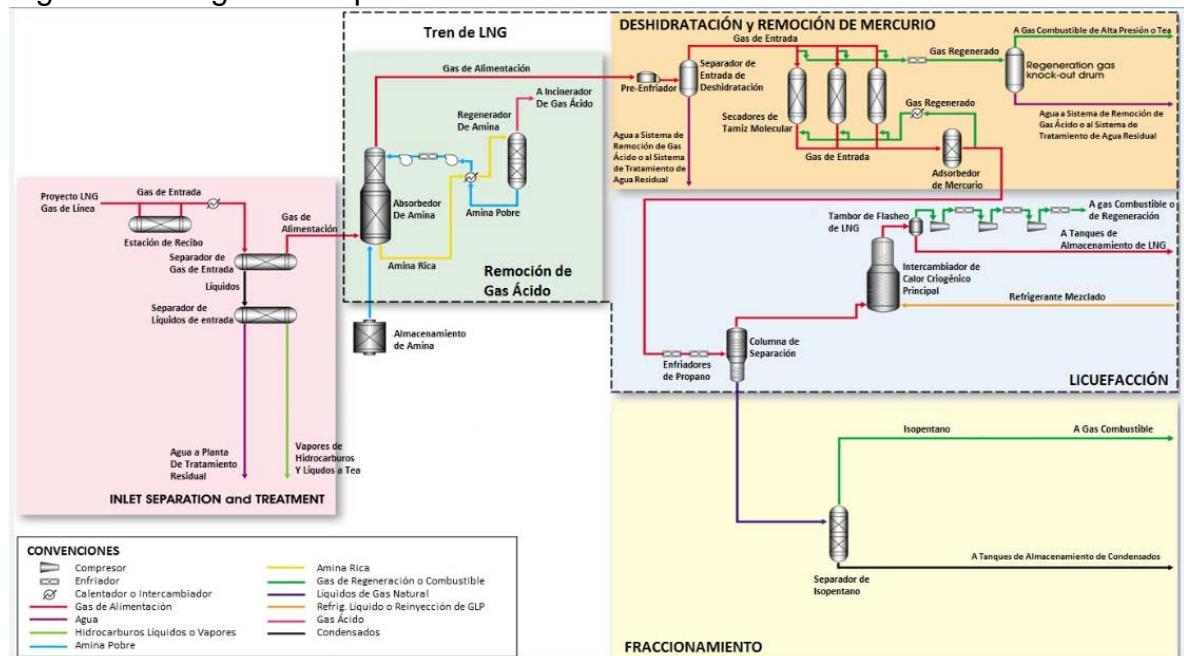 Tren de LNG
DESHIDRATACIÓN y REMOCIÓN DE MERCURIO
Gas de Entrada
A Gas Combustible de Alta Presión o Tea
Gas de Alimentación
Pre-Enfriador
Separador de
Entrada de
Deshidratación
Gas Regenerado
Regeneration gas
knock-out drum
Secadores de
Tamiz Molecular
Gas Regenerado
Agua a Sistema de
Remoción de Gas
Ácido o al Sistema
de Tratamiento de
Agua Residual
Gas de Entrada
Adsorbedor
de Mercurio
Agua a Sistema de Remoción de
Gas Ácido o al Sistema de
Tratamiento de Agua Residual
A Incinerador
De Gas Ácido
Regenerador
De Amina
Absorbedor
De Amina
Amina Pobre
Amina Rica
Remoción de
Gas Ácido
Almacenamiento
de Amina
Proyecto LNG
Gas de Línea
Gas de Entrada
Estación de Recibo
Gas de
Alimentación
Separador de
Gas de Entrada
Líquidos
Separador de
Líquidos de entrada
Agua a Planta
De Tratamiento
Residual
Vapores de
Hidrocarburos
Y Líqudos a Tea
INLET SEPARATION and TREATMENT
Tambor de Flasheo
de LNG
A gas Combustible o
de Regeneración
A Tanques de
Almacenamiento de LNG
Intercambiador de
Calor Criogénico
Principal
Refrigerante Mezclado
Columna de
Separación
Enfriadores
de Propano
LICUEFACCIÓN
Isopentano
A Gas Combustible
A Tanques de Almacenamiento de Condensados
Separador de
Isopentano
FRACCIONAMIENTO
CONVENCIONES
Compresor
Enfriador
Calentador o Intercambiador
Gas de Alimentación
Agua
Hidrocarburos Líquidos o Vapores
Amina Pobre
Amina Rica
Gas de Regeneración o Combustible
Líquidos de Gas Natural
Refrig. Líquido o Reinyección de GLP
Gas Ácido
Condensados